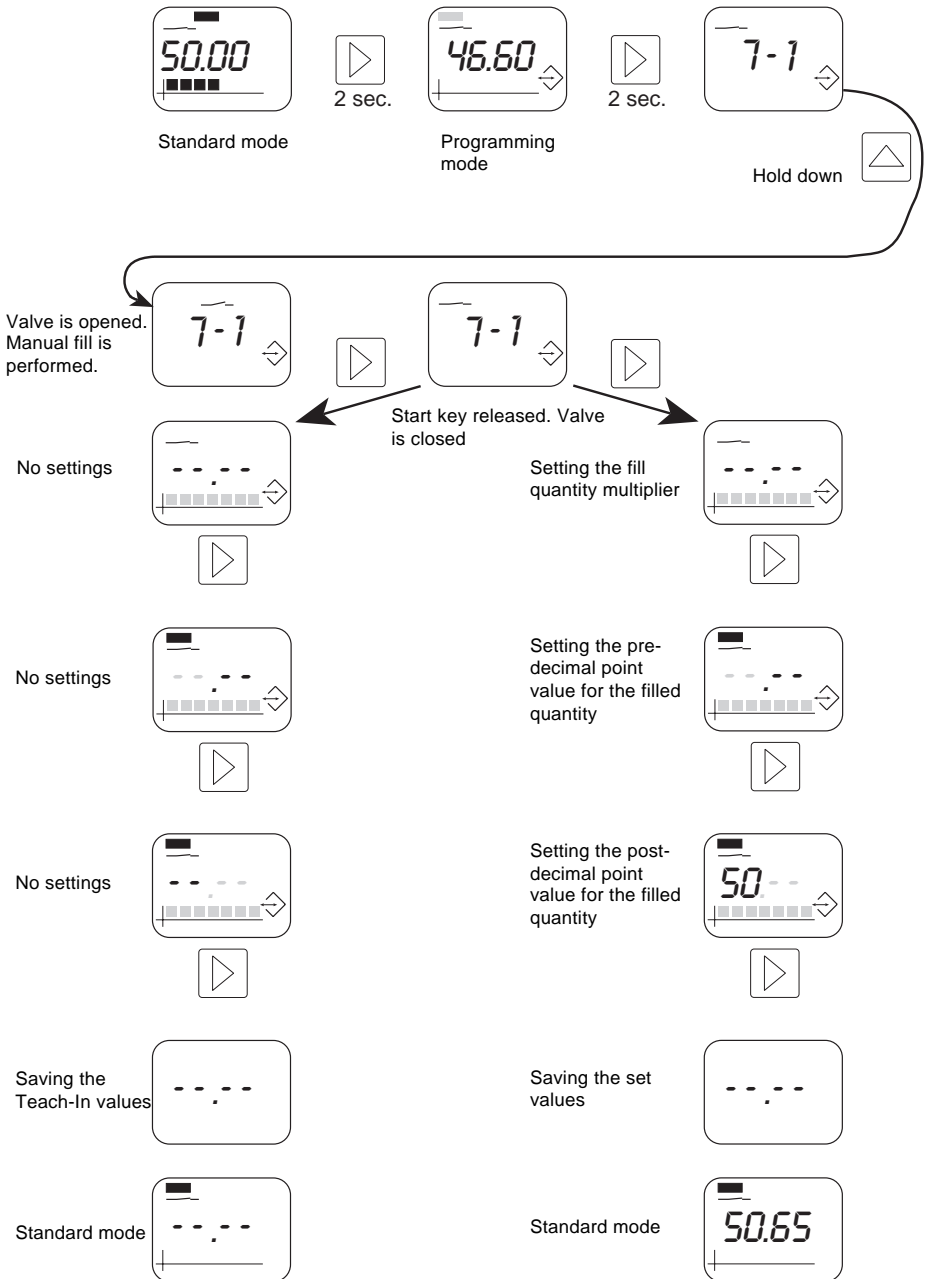 50.00
46.60
7-1
2 sec.
2 sec.
Standard mode
Programming
mode
Hold down
Valve is opened.
Manual fill is
performed.
7-1
7-1
Start key released. Valve
is closed
No settings
--.--
Setting the fill
quantity multiplier
--.--
No settings
--.--
Setting the pre-
decimal point
value for the filled
quantity
--.--
No settings
--.--
Setting the post-
decimal point
value for the filled
quantity
50.--
Saving the
Teach-In values
--.--
Saving the set
values
--.--
Standard mode
--.--
Standard mode
50.65